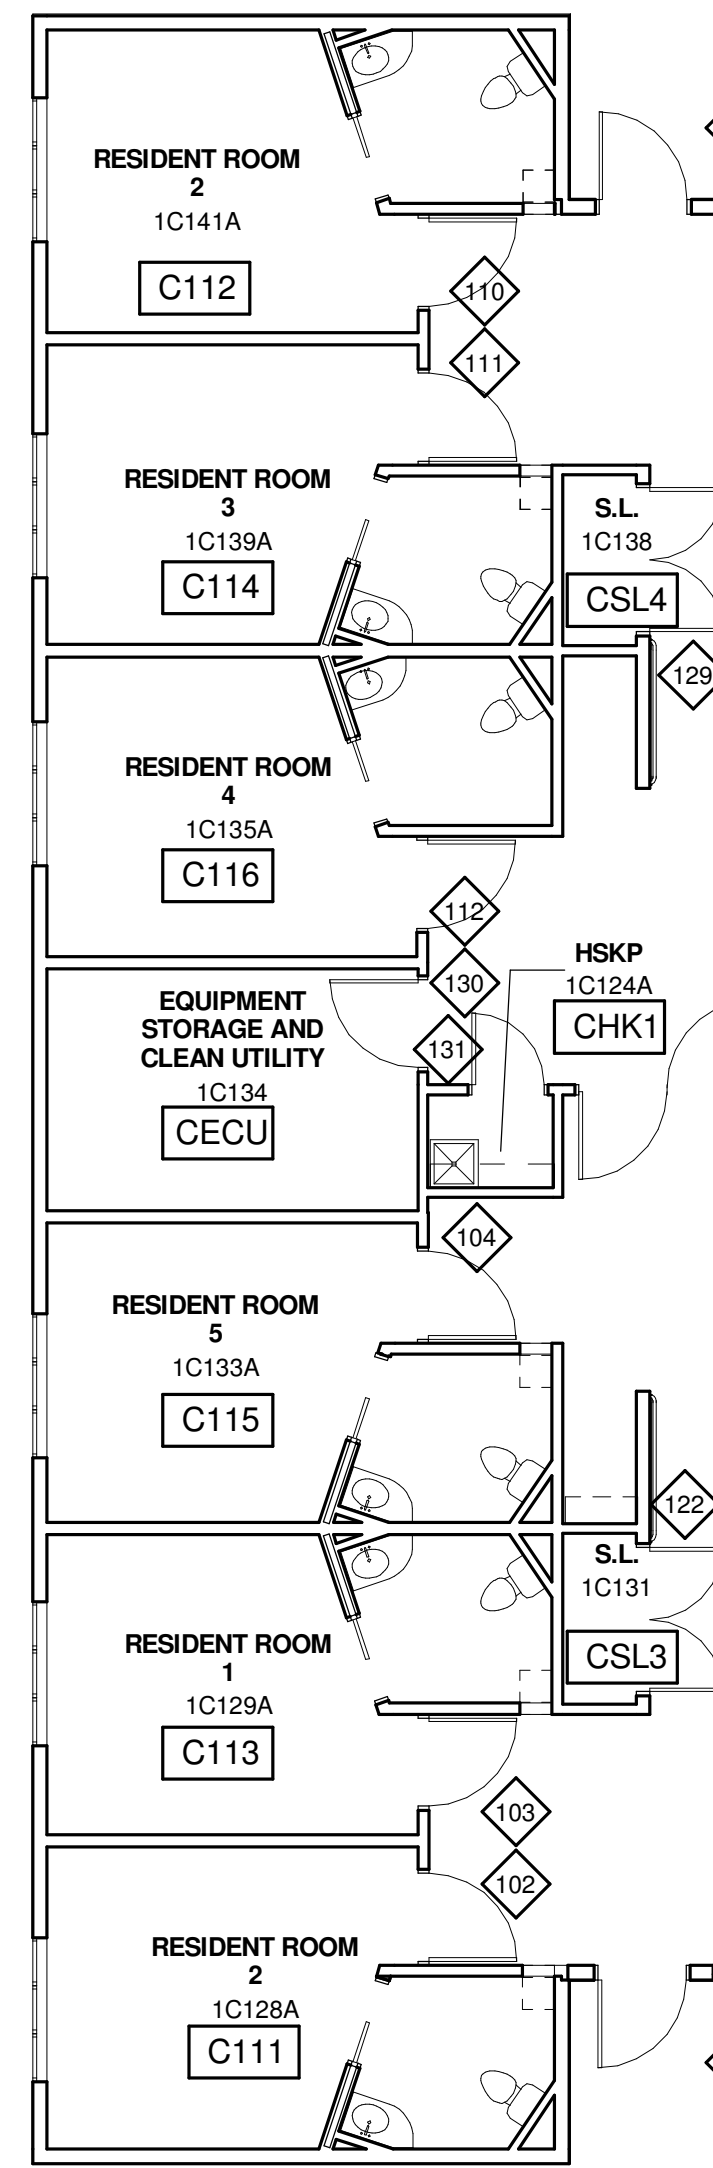 RESIDENT ROOM
2
1C141A
C112
110
111
RESIDENT ROOM
3
1C139A
C114
S.L.
1C138
CSL4
129
RESIDENT ROOM
4
1C135A
C116
112
130
HSKP
1C124A
CHK1
EQUIPMENT
STORAGE AND
CLEAN UTILITY
1C134
CECU
131
104
RESIDENT ROOM
5
1C133A
C115
122
S.L.
1C131
CSL3
RESIDENT ROOM
1
1C129A
C113
103
102
RESIDENT ROOM
2
1C128A
C111